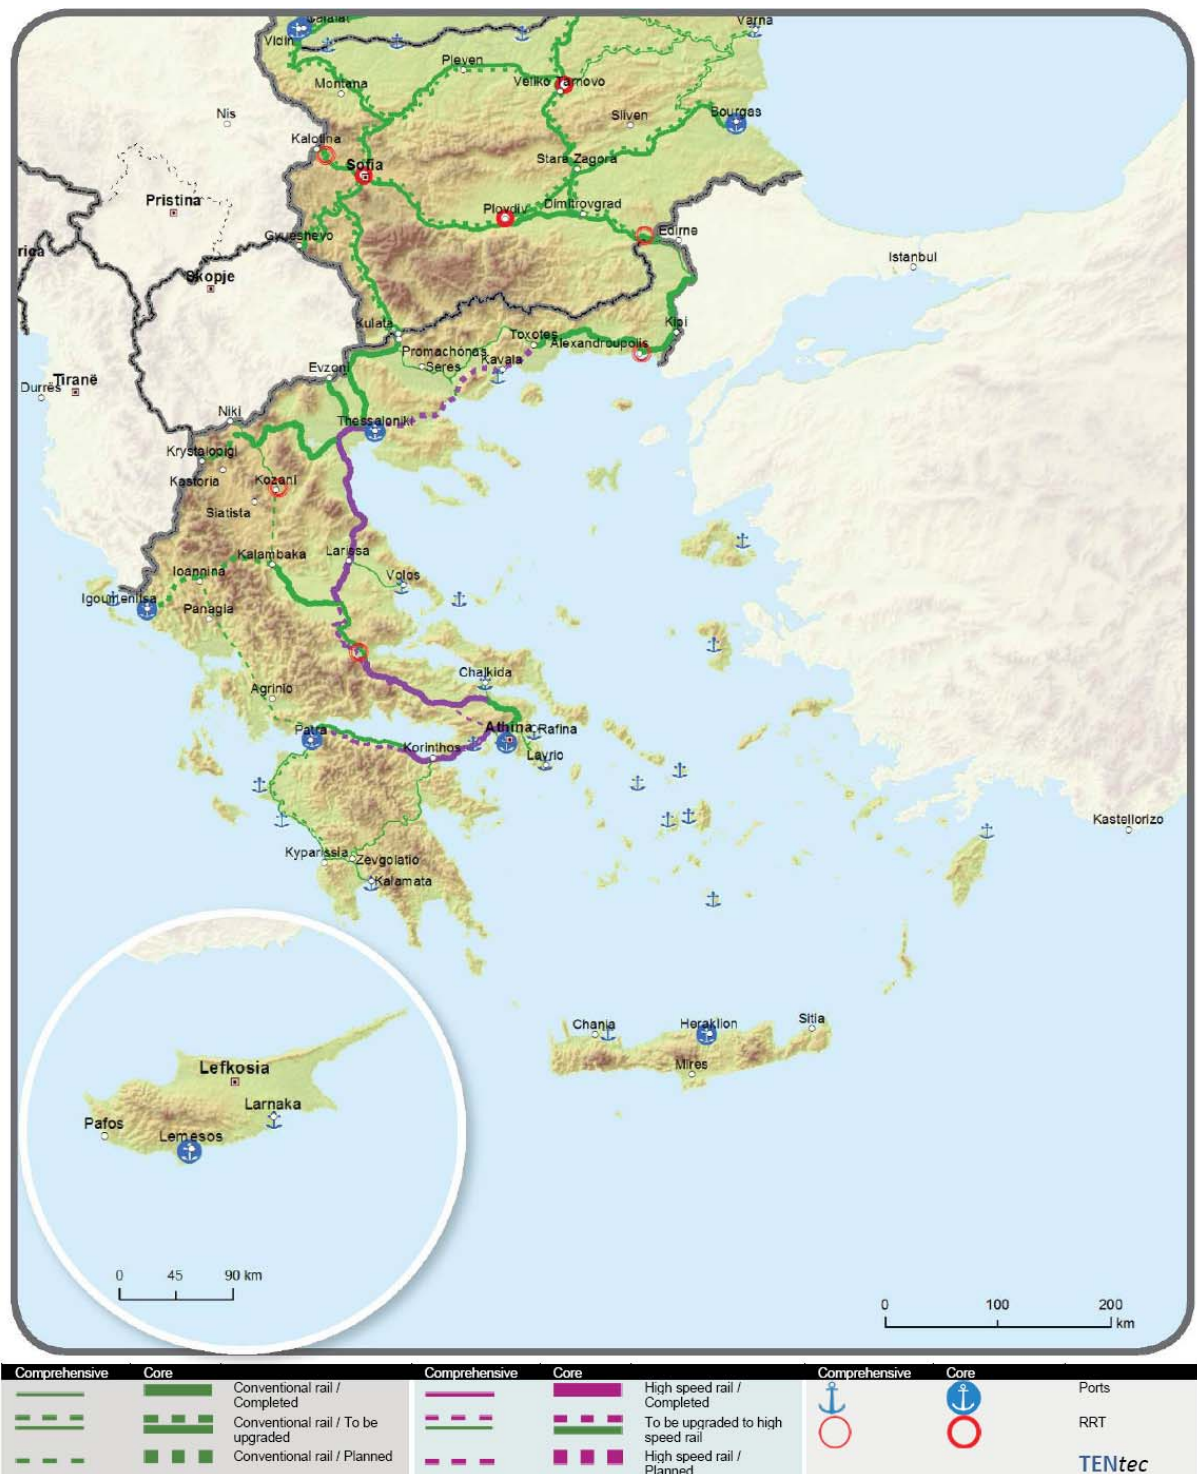 Calafat
Varna
Vidin
Pleven
Montana
Veliko Tarnovo
Nis
Sliven
Bourgas
Kalotina
Sofia
Stara Zagora
Pristina
Plovdiv
Dimitrovgrad
Gyueshevo
Edirne
rica
Istanbul
Skopje
Kulata
Toxotes
Kipi
Alexandroupolis
Promachonas
Kavala
Seres
Evzoni
Durrës
Tiranë
Niki
Thessaloniki
Krystalopigi
Kastoria
Kozani
Siatista
Kalambaka
Larissa
Ioannina
Volos
Igoumenitsa
Panagia
Chalkida
Agrinio
Patra
Athina
Rafina
Korinthos
Lavrio
Kastellorizo
Kyparissia
Zevgolatio
Kalamata
Chania
Heraklion
Sitia
Mires
Lefkosia
Larnaka
Pafos
Lemesos
0 45 90 km
0 100 200
km
Comprehensive Core Comprehensive Core Comprehensive Core
Conventional rail /
Completed
Conventional rail / To be
upgraded
Conventional rail / Planned
High speed rail /
Completed
To be upgraded to high
speed rail
High speed rail /
Planned
Ports
RRT
TENtec